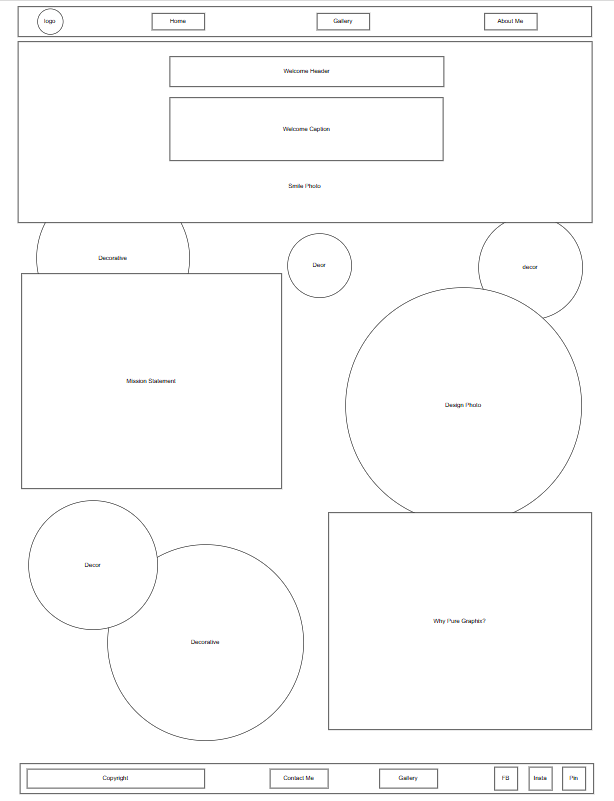 logo
Home
Gallery
About Me
Welcome Header
Welcome Caption
Smile Photo
Decorative
Deor
decor
Mission Statement
Design Photo
Decor
Decorative
Why Pure Graphix?
Copyright
Contact Me
Gallery
FB
Insta
Pin